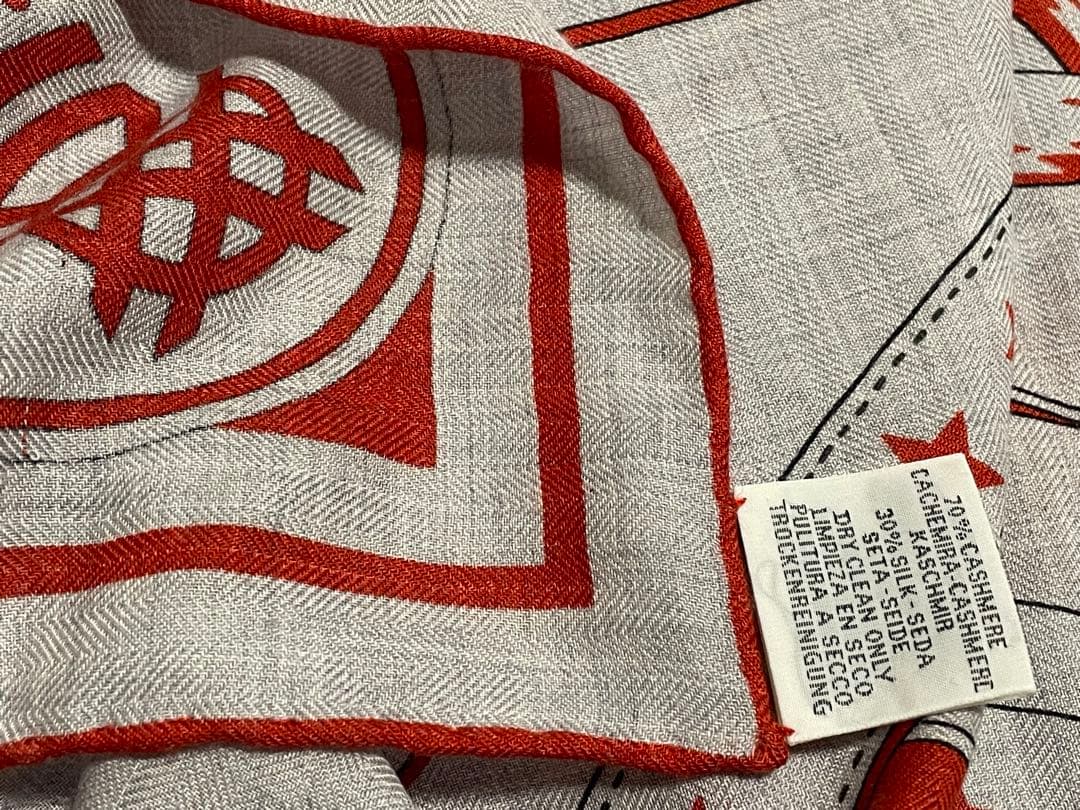 70% CASHMERE
CACHEMIRA-CASHMERE
KASCHMIR
30% SILK-SEDA
SETA-SEIDE
DRY CLEAN ONLY
LIMPIEZA EN SECO
PULITURA A SECCO
TROCKENREINIGUNG